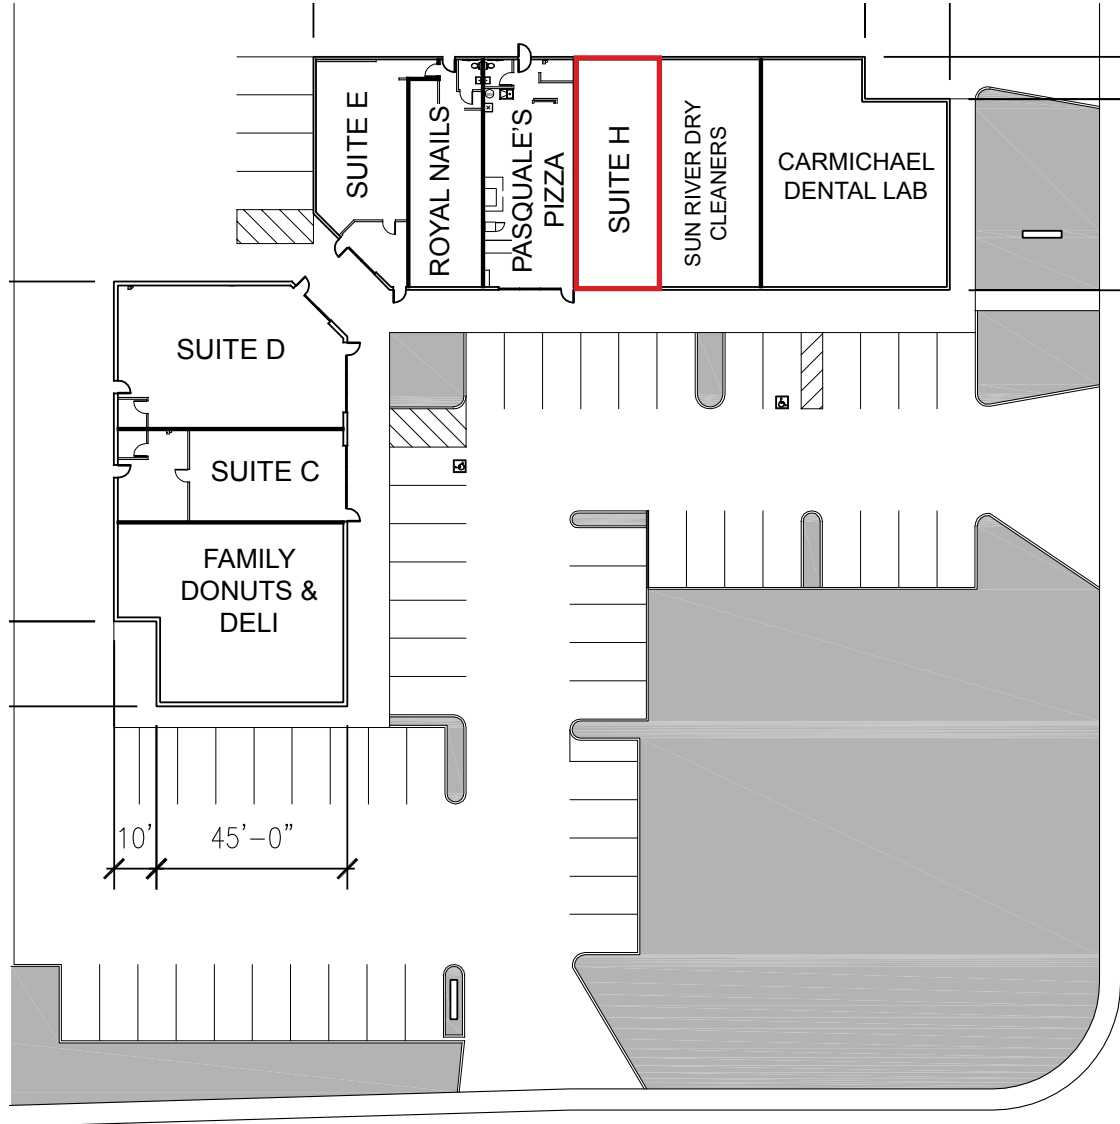 SUITE E
ROYAL NAILS
PASQUALE'S
PIZZA
SUITE H
SUN RIVER DRY
CLEANERS
CARMICHAEL
DENTAL LAB
SUITE D
SUITE C
FAMILY
DONUTS &
DELI
10'
45'-0"